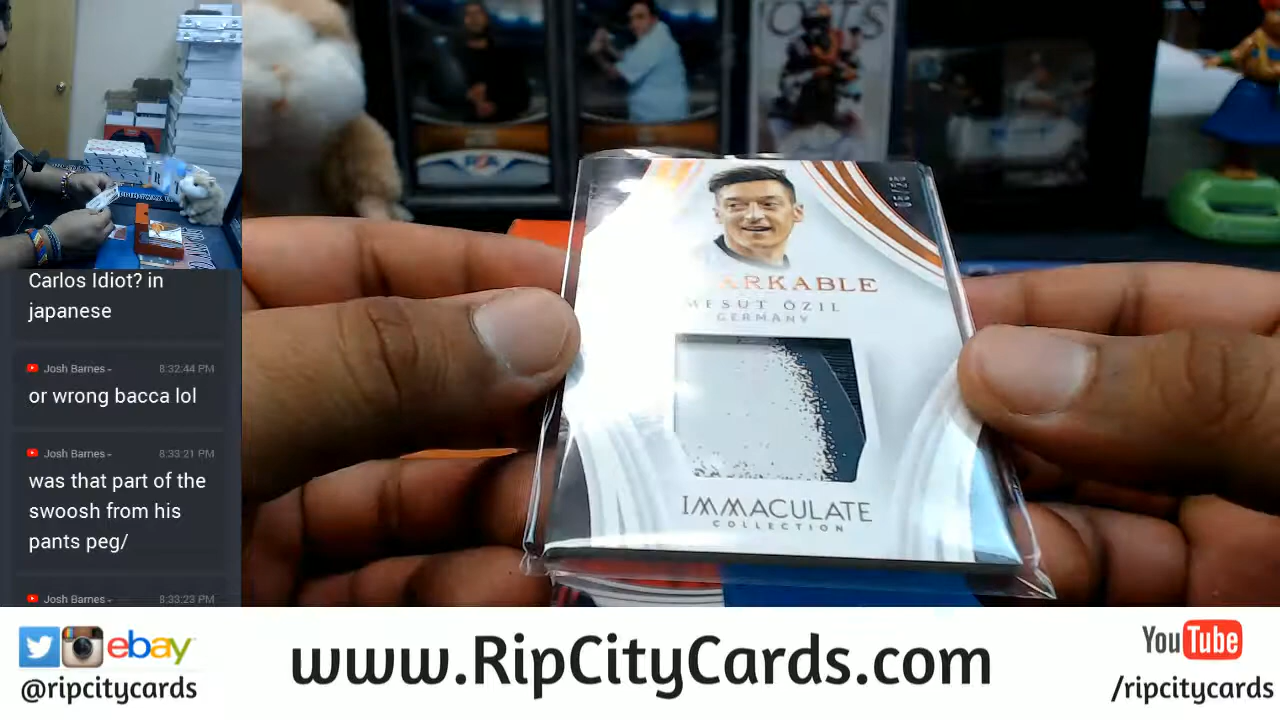 Carlos Idiot? in
japanese
Josh Barnes- 8:32:44 PM
or wrong bacca lol
Josh Barnes- 8:33:21 PM
was that part of the
swoosh from his
pants peg/
Josh Barnes- 8:33:23 PM
ARKABLE
MESUT ÖZIL
GERMANY
IMMACULATE
COLLECTION
ebay
@ripcitycards
www.RipCityCards.com
YouTube
/ripcitycards